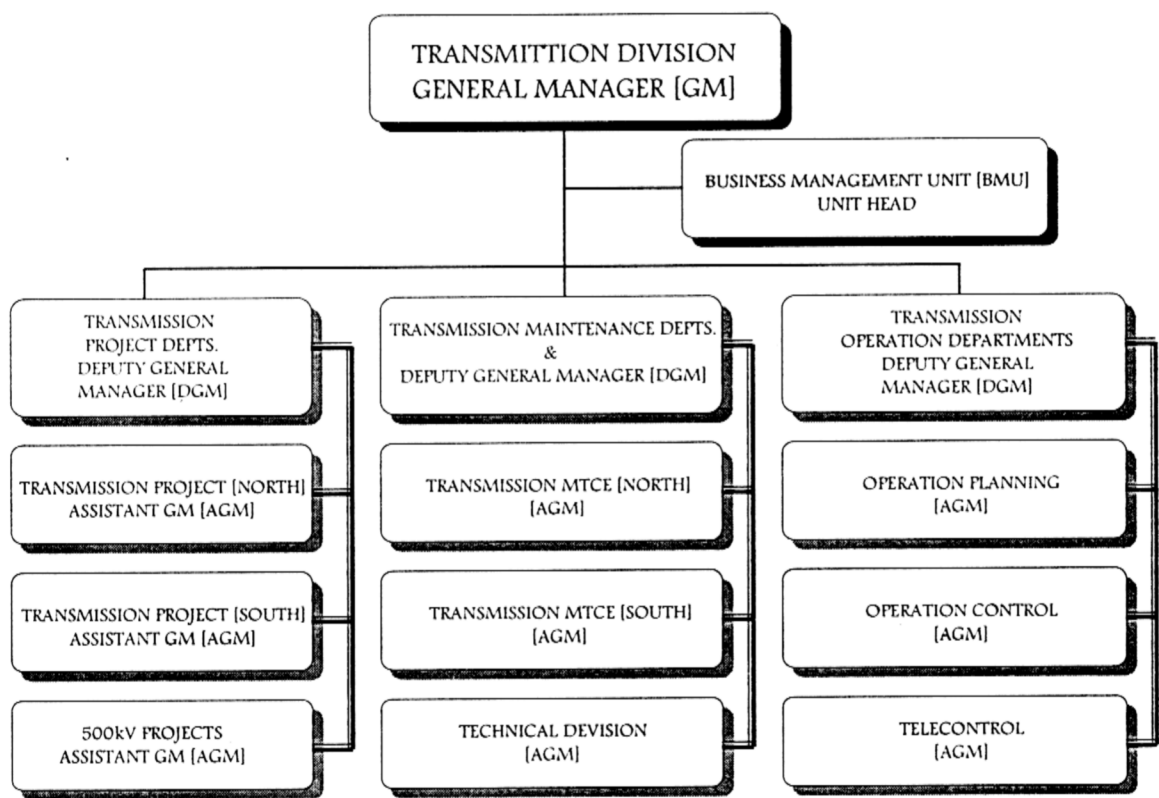 TRANSMITTION DIVISION
GENERAL MANAGER [GM]
BUSINESS MANAGEMENT UNIT [BMU]
UNIT HEAD
TRANSMISSION
PROJECT DEPTS.
DEPUTY GENERAL
MANAGER [DGM]
TRANSMISSION MAINTENANCE DEPTS.
&
DEPUTY GENERAL MANAGER [DGM]
TRANSMISSION
OPERATION DEPARTMENTS
DEPUTY GENERAL
MANAGER [DGM]
TRANSMISSION PROJECT [NORTH]
ASSISTANT GM [AGM]
TRANSMISSION MTCE [NORTH]
[AGM]
OPERATION PLANNING
[AGM]
TRANSMISSION PROJECT [SOUTH]
ASSISTANT GM [AGM]
TRANSMISSION MTCE [SOUTH]
[AGM]
OPERATION CONTROL
[AGM]
500kV PROJECTS
ASSISTANT GM [AGM]
TECHNICAL DEVISION
[AGM]
TELECONTROL
[AGM]